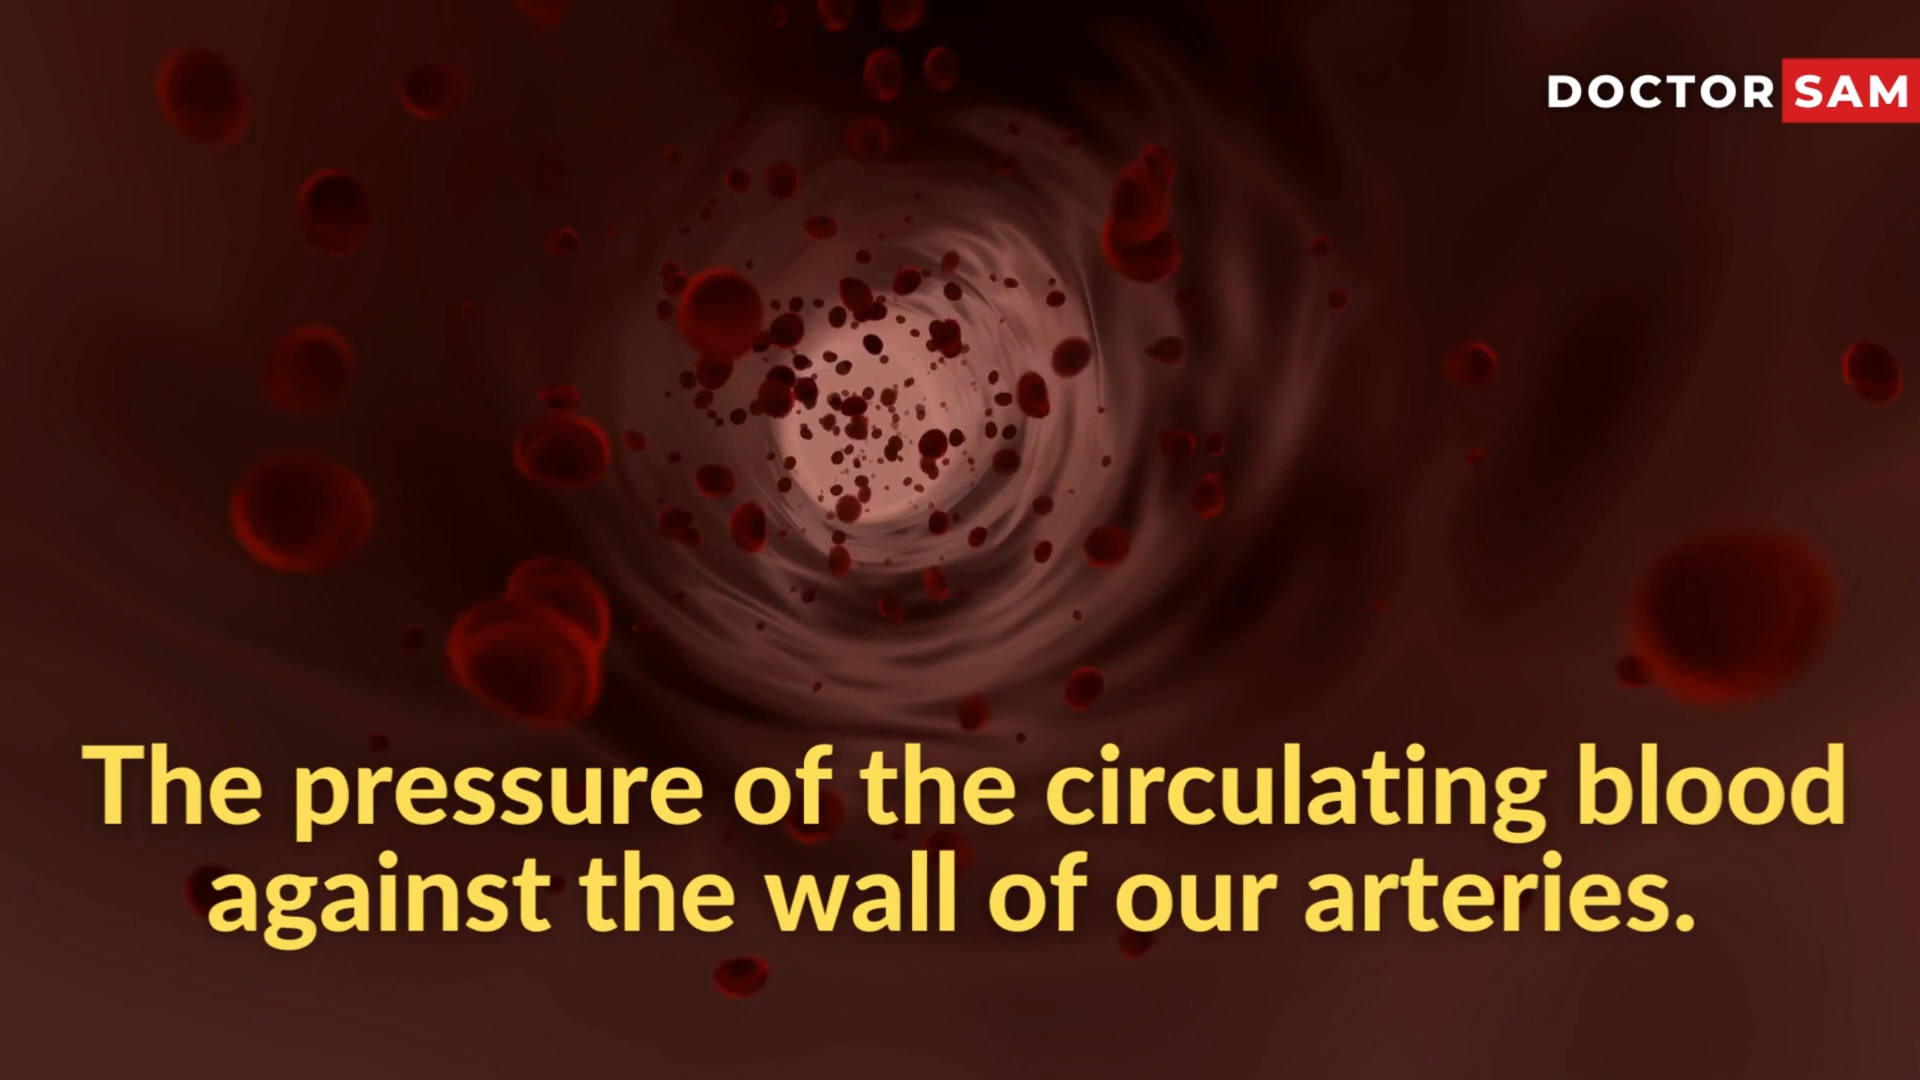 DOCTOR SAM
The pressure of the circulating blood
against the wall of our arteries.